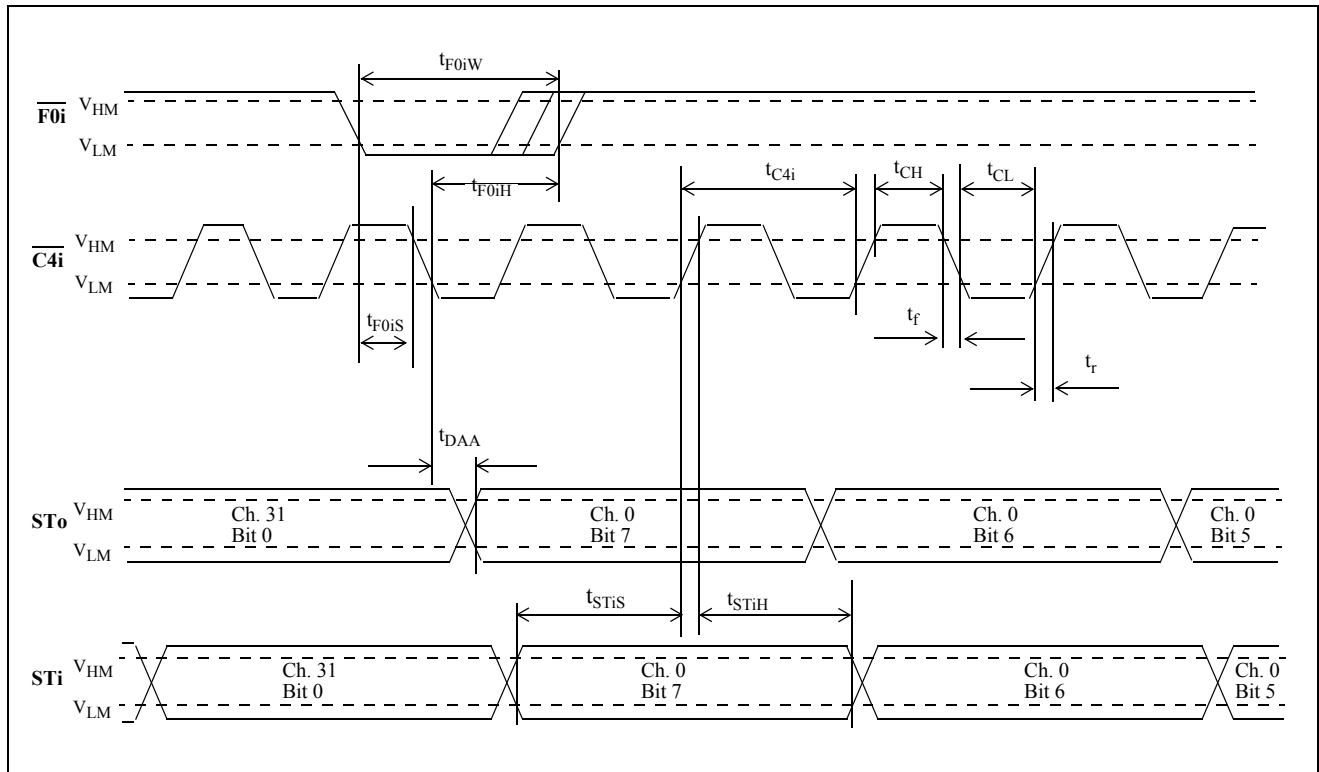 tF0iW
F0i
VHM
VLM
tF0iH
tC4i
tCH
tCL
C4i
VHM
VLM
tF0iS
tf
tr
tDAA
STo
VHM
VLM
Ch. 31
Bit 0
Ch. 0
Bit 7
Ch. 0
Bit 6
Ch. 0
Bit 5
tSTiS
tSTiH
STi
VHM
VLM
Ch. 31
Bit 0
Ch. 0
Bit 7
Ch. 0
Bit 6
Ch. 0
Bit 5